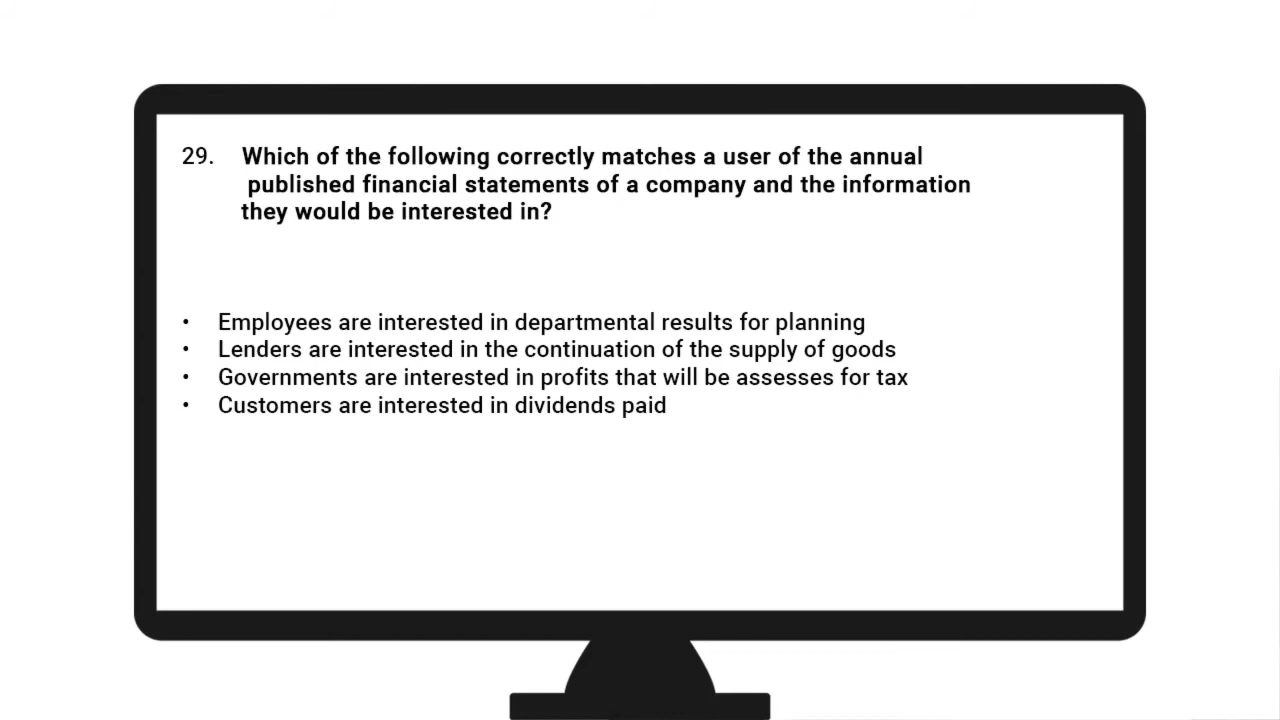 29. Which of the following correctly matches a user of the annual
published financial statements of a company and the information
they would be interested in?
• Employees are interested in departmental results for planning
• Lenders are interested in the continuation of the supply of goods
• Governments are interested in profits that will be assesses for tax
• Customers are interested in dividends paid